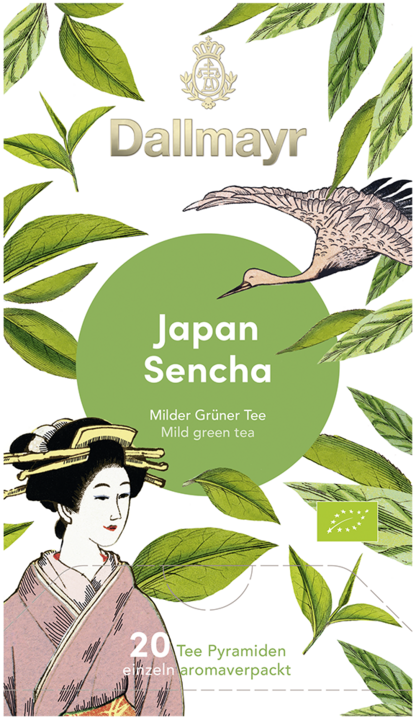 Dallmayr
Japan
Sencha
Milder Grüner Tee
Mild green tea
20 Tee Pyramiden
einzeln aromaverpackt